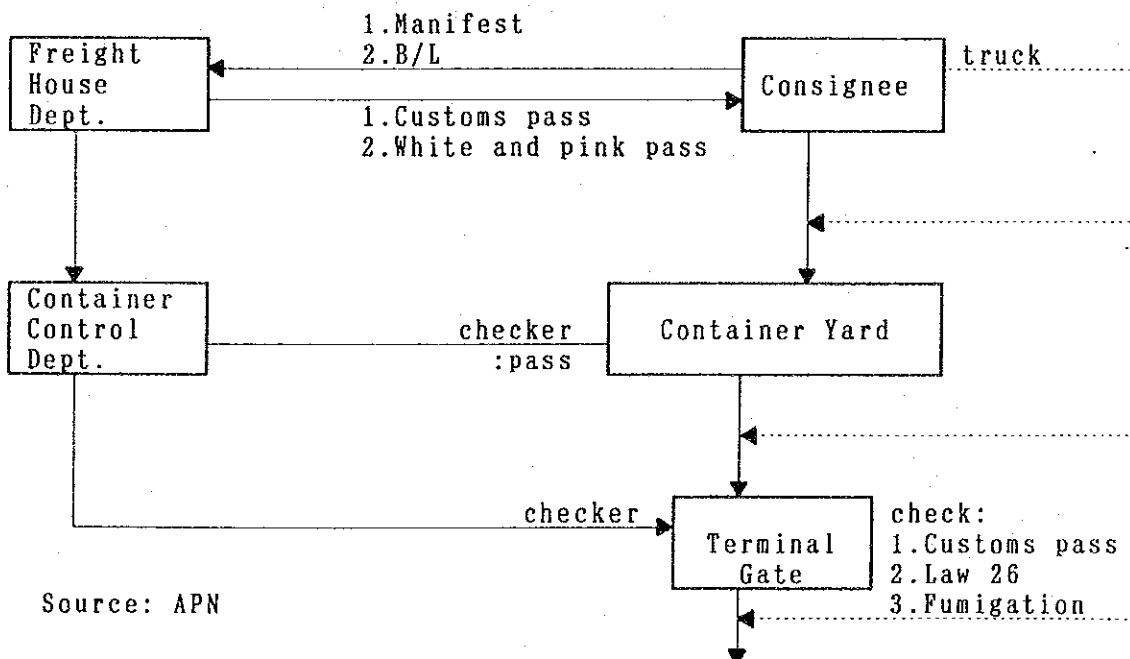 1.Manifest
2.B/L
Freight
House
Dept.
Consignee
truck
1.Customs pass
2.White and pink pass
Container
Control
Dept.
checker
:pass
Container Yard
checker
Terminal
Gate
check:
1.Customs pass
2.Law 26
3.Fumigation
Source: APN